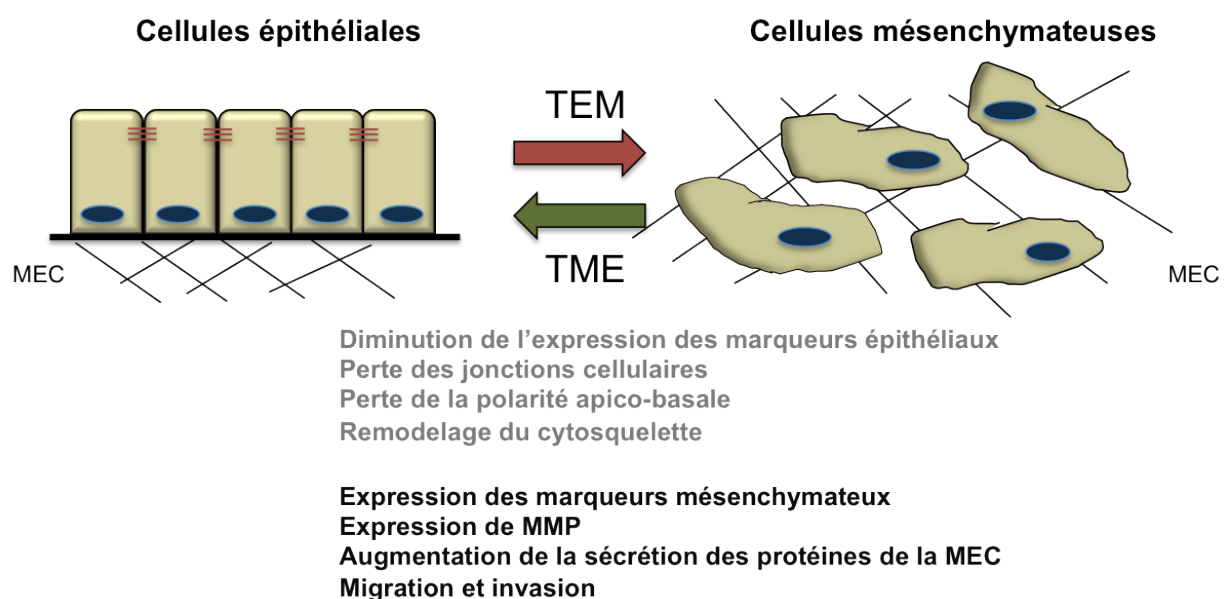 Cellules épithéliales
Cellules mésenchymateuses
TEM
TME
MEC
MEC
Diminution de l’expression des marqueurs épithéliaux
Perte des jonctions cellulaires
Perte de la polarité apico-basale
Remodelage du cytosquelette
Expression des marqueurs mésenchymateux
Expression de MMP
Augmentation de la sécrétion des protéines de la MEC
Migration et invasion